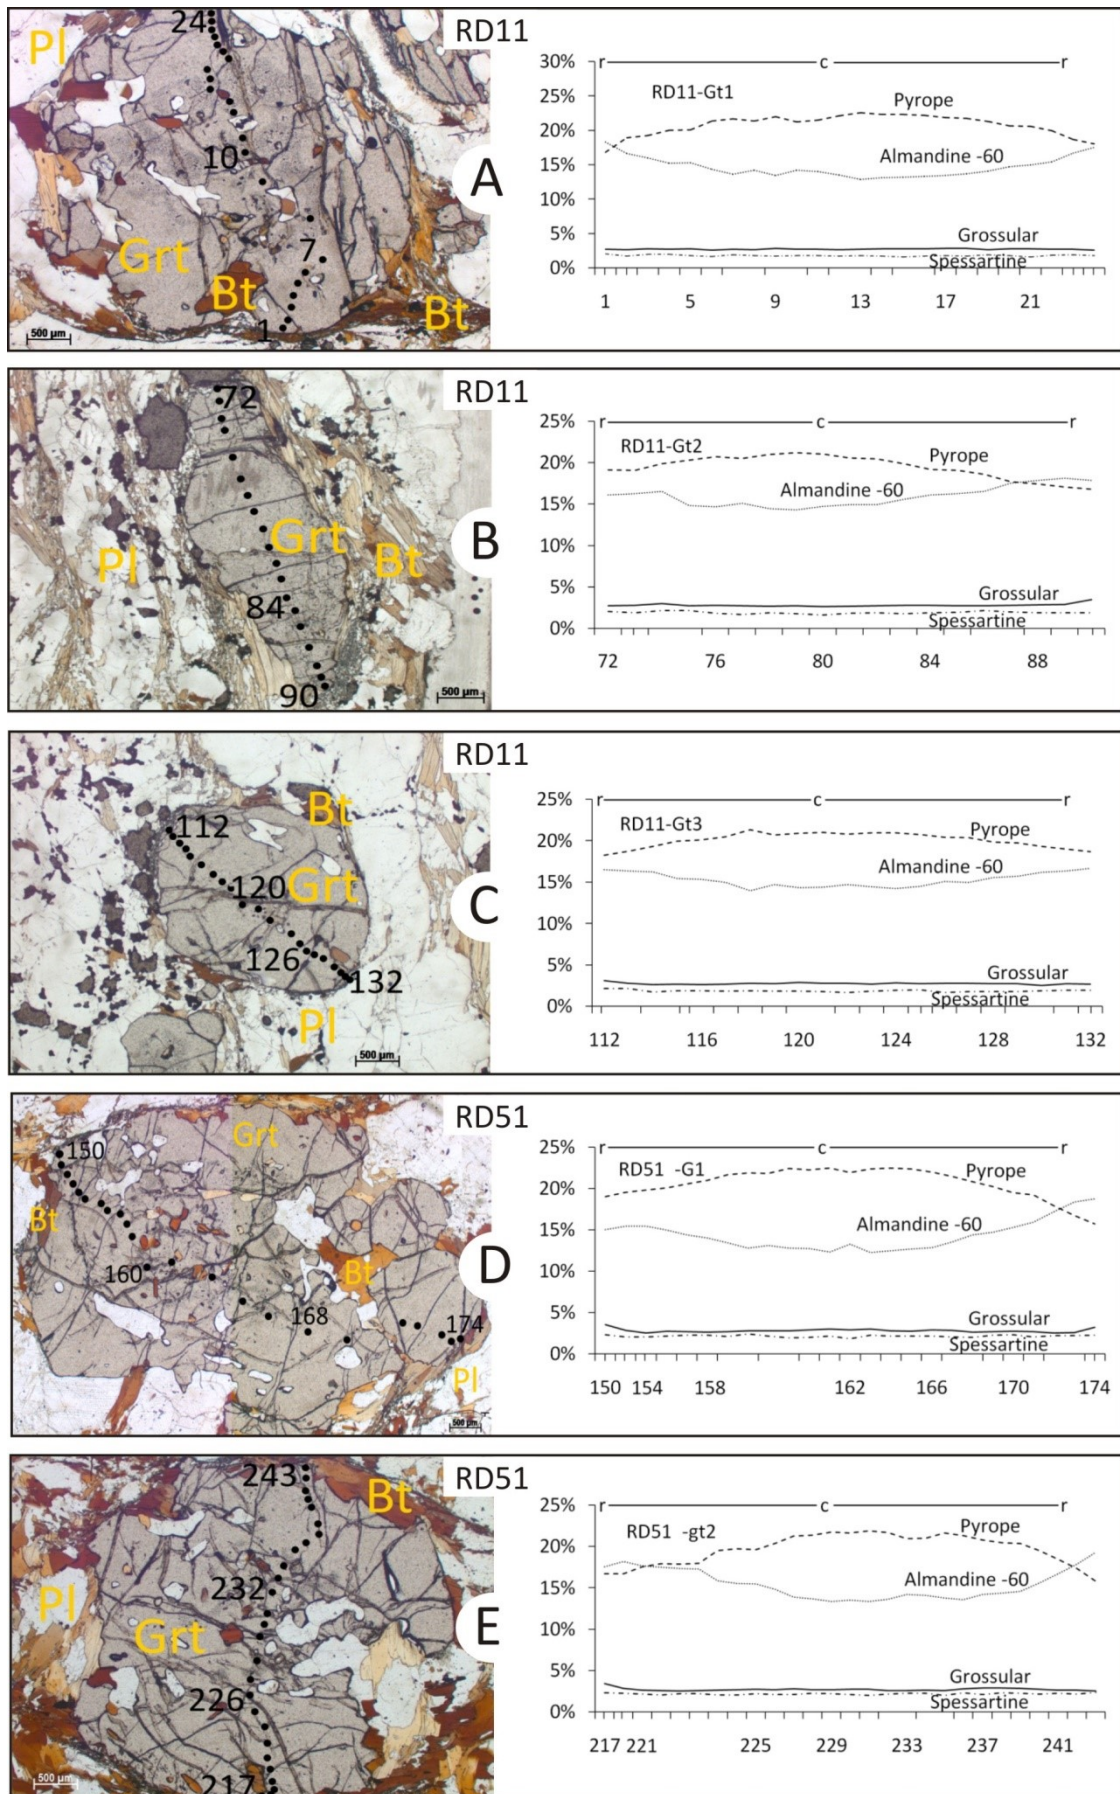 RD11
Pl
24
10
7
1
Grt
Bt
Bt
500 µm
A
RD11-Gt1
r c r
Pyrope
Almandine -60
Grossular
Spessartine
30%
25%
20%
15%
10%
5%
0%
1 5 9 13 17 21
RD11
72
Pl
Grt
Bt
84
90
500 µm
B
RD11-Gt2
r c r
Pyrope
Almandine -60
Grossular
Spessartine
25%
20%
15%
10%
5%
0%
72 76 80 84 88
RD11
112
Bt
120
Grt
126
132
Pl
500 µm
C
RD11-Gt3
r c r
Pyrope
Almandine -60
Grossular
Spessartine
25%
20%
15%
10%
5%
0%
112 116 120 124 128 132
RD51
150
Grt
Bt
160
Bt
168
174
Pl
500 µm
D
RD51 -G1
r c r
Pyrope
Almandine -60
Grossular
Spessartine
25%
20%
15%
10%
5%
0%
150 154 158 162 166 170 174
RD51
243
Bt
232
Pl
Grt
226
217
500 µm
E
RD51 -gt2
r c r
Pyrope
Almandine -60
Grossular
Spessartine
25%
20%
15%
10%
5%
0%
217 221 225 229 233 237 241